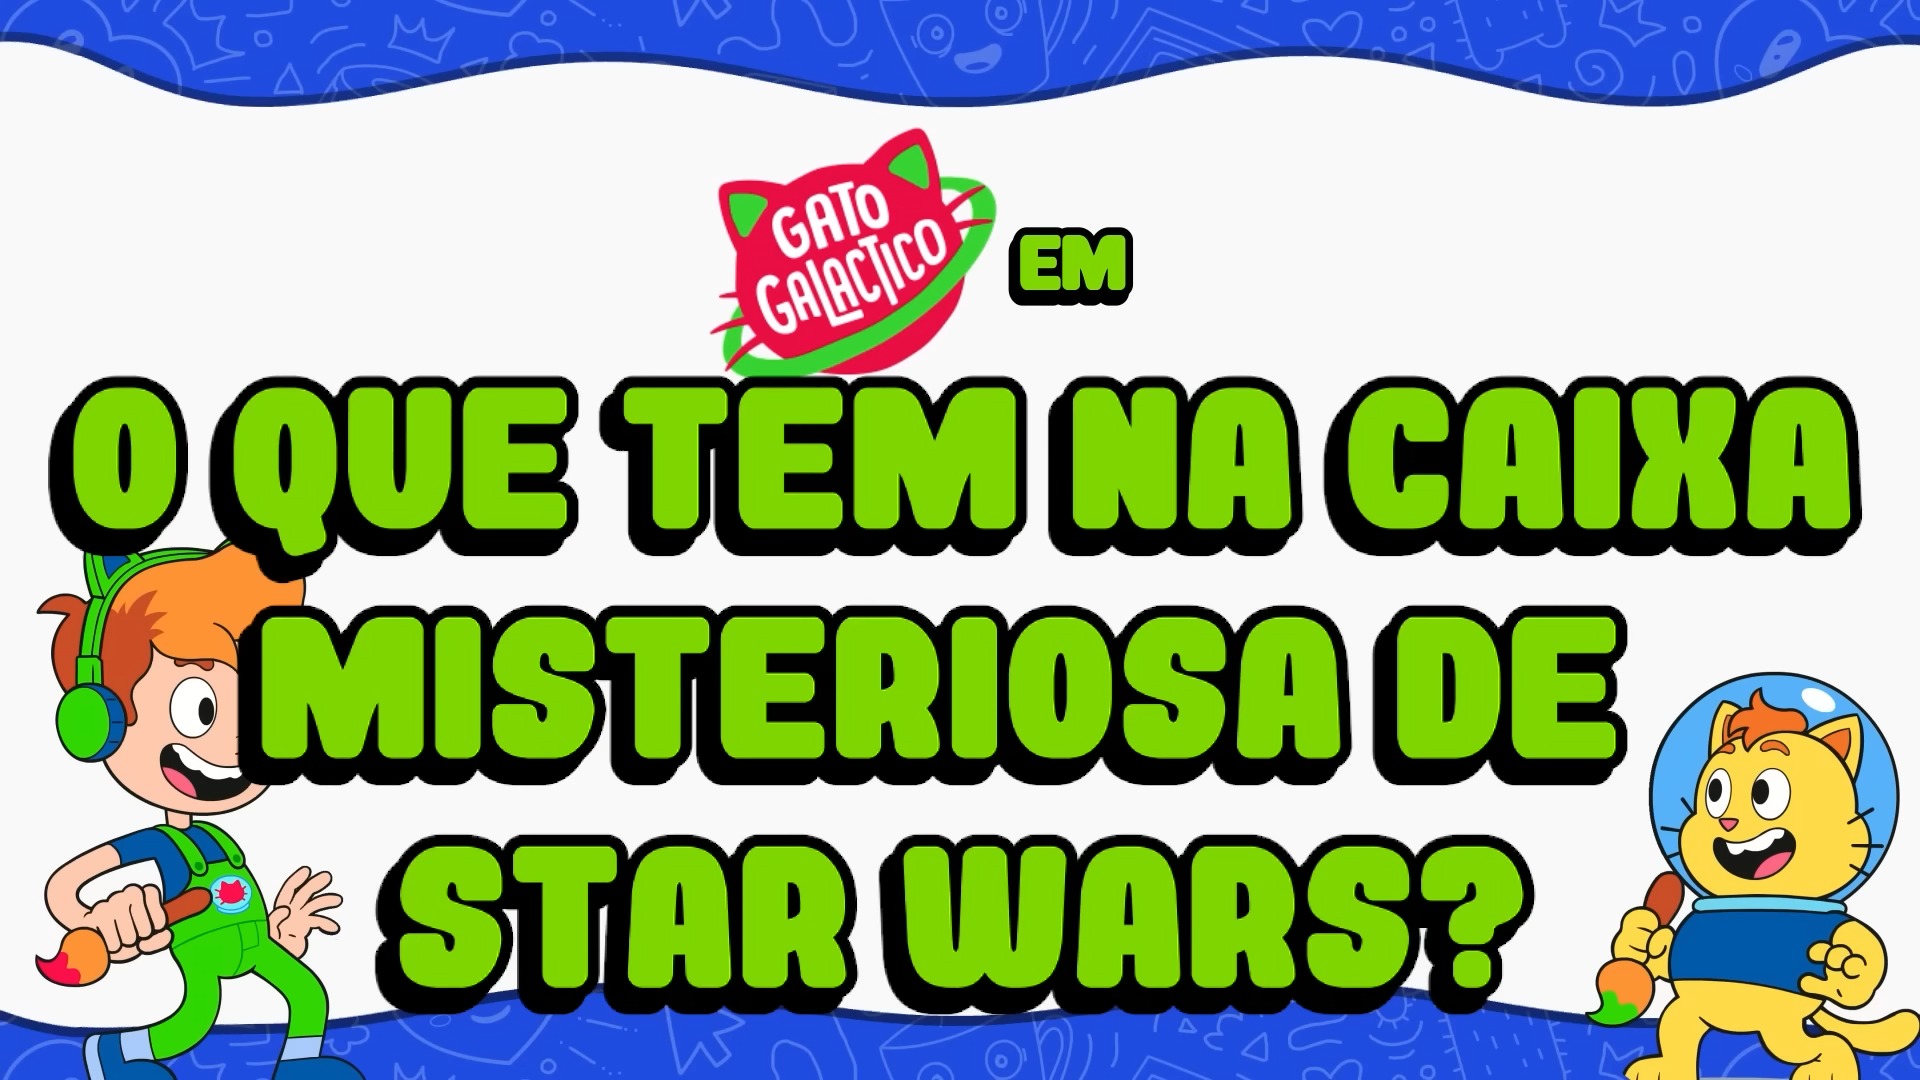 GATO
GALACTICO EM
O QUE TEM NA CAIXA
MISTERIOSA DE
STAR WARS?